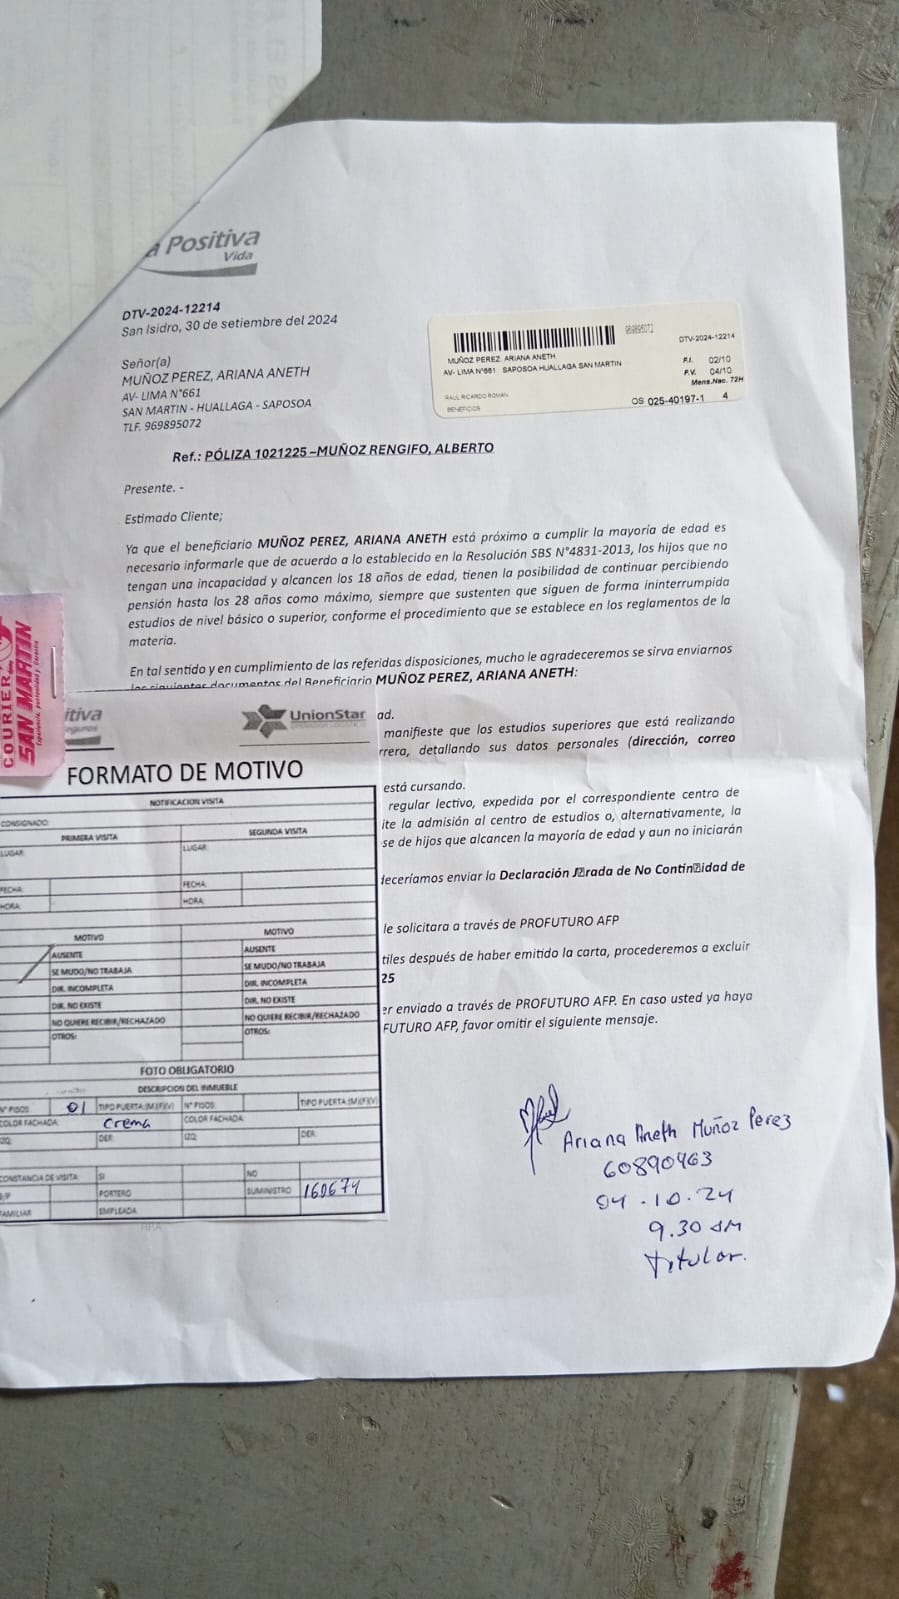 a Positiva
Vida
DTV-2024-12214
San Isidro, 30 de setiembre del 2024
Señor(a)
MUÑOZ PEREZ, ARIANA ANETH
AV- LIMA N°661
SAN MARTIN - HUALLAGA - SAPOSOA
TLF. 969895072
969895072
DTV-2024-12214
MUÑOZ PEREZ. ARIANA ANETH
AV- LIMA N°661 SAPOSOA HUALLAGA SAN MARTIN
P.I. 02/10
P.V. 04/10
Mens.Nac. 72H
RAUL RICARDO ROMAN
BENEFICIOS
OS 025-40197-1 4
Ref.: PÓLIZA 1021225 –MUÑOZ RENGIFO, ALBERTO
Presente. -
Estimado Cliente;
Ya que el beneficiario MUÑOZ PEREZ, ARIANA ANETH está próximo a cumplir la mayoría de edad es
necesario informarle que de acuerdo a lo establecido en la Resolución SBS N°4831-2013, los hijos que no
tengan una incapacidad y alcancen los 18 años de edad, tienen la posibilidad de continuar percibiendo
pensión hasta los 28 años como máximo, siempre que sustenten que siguen de forma ininterrumpida
estudios de nivel básico o superior, conforme el procedimiento que se establece en los reglamentos de la
materia.
En tal sentido y en cumplimiento de las referidas disposiciones, mucho le agradeceremos se sirva enviarnos
los siguientes documentos del Beneficiario MUÑOZ PEREZ, ARIANA ANETH:
ad.
manifieste que los estudios superiores que está realizando
rrera, detallando sus datos personales (dirección, correo
está cursando.
regular lectivo, expedida por el correspondiente centro de
ite la admisión al centro de estudios o, alternativamente, la
se de hijos que alcancen la mayoría de edad y aun no iniciarán
deceríamos enviar la Declaración J rada de No Contin idad de
le solicitara a través de PROFUTURO AFP
tiles después de haber emitido la carta, procederemos a excluir
25
er enviado a través de PROFUTURO AFP. En caso usted ya haya
FUTURO AFP, favor omitir el siguiente mensaje.
COURIER
SAN MARTIN
itiva
eguros
UnionStar
FORMATO DE MOTIVO
NOTIFICACION VISITA
CONSIGNADO:
PRIMERA VISITA SEGUNDA VISITA
LUGAR: LUGAR:
FECHA: FECHA:
HORA: HORA:
MOTIVO MOTIVO
AUSENTE AUSENTE
SE MUDO/NO TRABAJA SE MUDO/NO TRABAJA
DIR. INCOMPLETA DIR. INCOMPLETA
DIR. NO EXISTE DIR. NO EXISTE
NO QUIERE RECIBIR/RECHAZADO NO QUIERE RECIBIR/RECHAZADO
OTROS: OTROS:
FOTO OBLIGATORIO
DESCRIPCION DEL INMUEBLE
N° PISOS: 01 TIPO PUERTA (M)(F)(V) N° PISOS: TIPO PUERTA (M)(F)(V)
COLOR FACHADA: Crema COLOR FACHADA:
IZQ: DER: IZQ: DER:
CONSTANCIA DE VISITA: SI NO
B/P PORTERO SUMINISTRO 160674
FAMILIAR EMPLEADA
Ariana Aneth Muñoz Perez
60890463
04.10.24
9.30 AM
Titular.